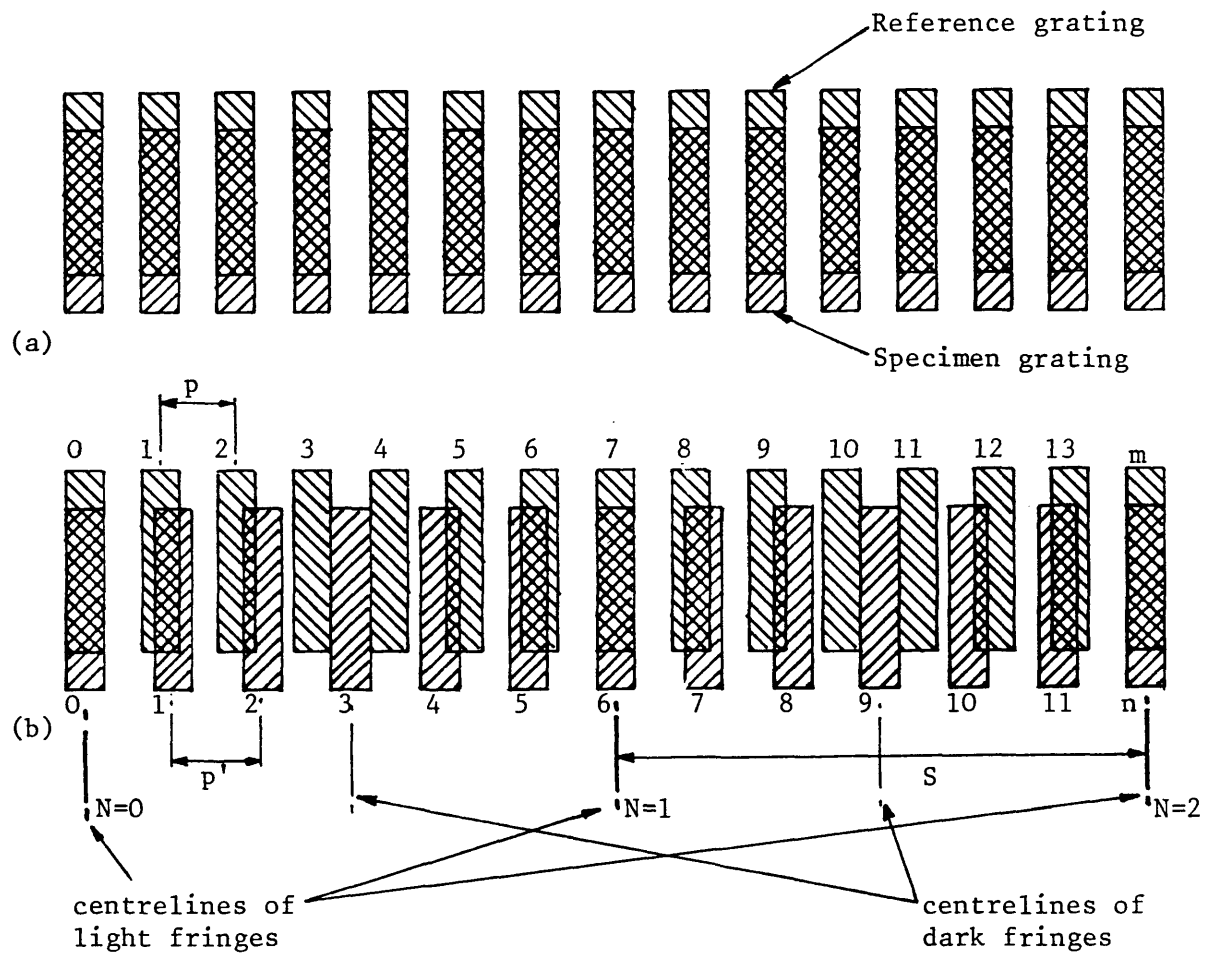 Reference grating
(a)
Specimen grating
p
0 1 2 3 4 5 6 7 8 9 10 11 12 13 m
0 1 2 3 4 5 6 7 8 9 10 11 n
(b)
p'
S
N=0 N=1 N=2
centrelines of
light fringes
centrelines of
dark fringes